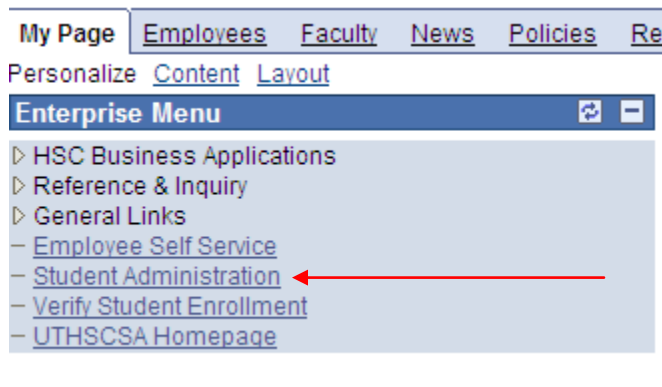 My Page Employees Faculty News Policies Re
Personalize Content Layout
Enterprise Menu
HSC Business Applications
Reference & Inquiry
General Links
Employee Self Service
Student Administration
Verify Student Enrollment
UTHSCSA Homepage